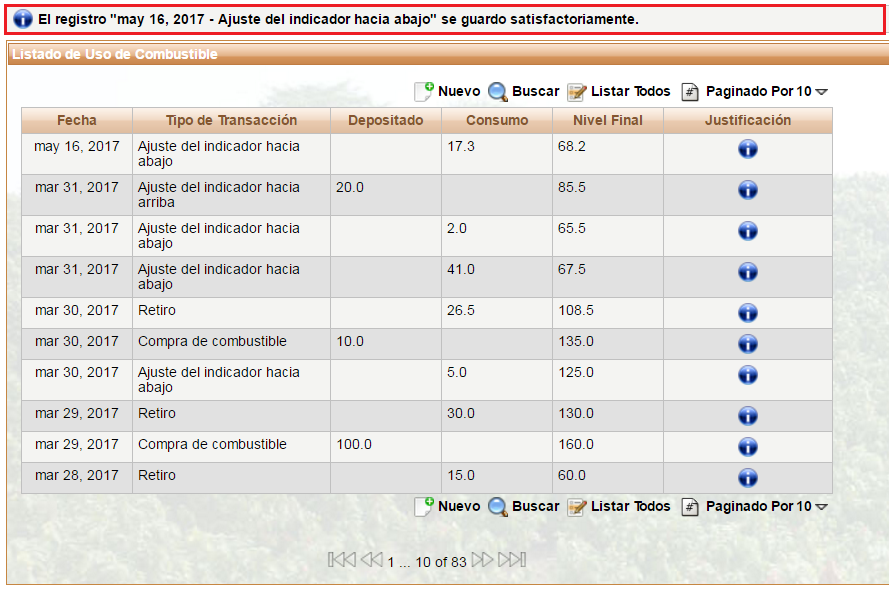 El registro "may 16, 2017 - Ajuste del indicador hacia abajo" se guardo satisfactoriamente.
Listado de Uso de Combustible
Nuevo Buscar Listar Todos # Paginado Por 10
Fecha Tipo de Transacción Depositado Consumo Nivel Final Justificación
may 16, 2017 Ajuste del indicador hacia 17.3 68.2
abajo
mar 31, 2017 Ajuste del indicador hacia 20.0 85.5
arriba
mar 31, 2017 Ajuste del indicador hacia 2.0 65.5
abajo
mar 31, 2017 Ajuste del indicador hacia 41.0 67.5
abajo
mar 30, 2017 Retiro 26.5 108.5
mar 30, 2017 Compra de combustible 10.0 135.0
mar 30, 2017 Ajuste del indicador hacia 5.0 125.0
abajo
mar 29, 2017 Retiro 30.0 130.0
mar 29, 2017 Compra de combustible 100.0 160.0
mar 28, 2017 Retiro 15.0 60.0
Nuevo Buscar Listar Todos # Paginado Por 10
1 ... 10 of 83